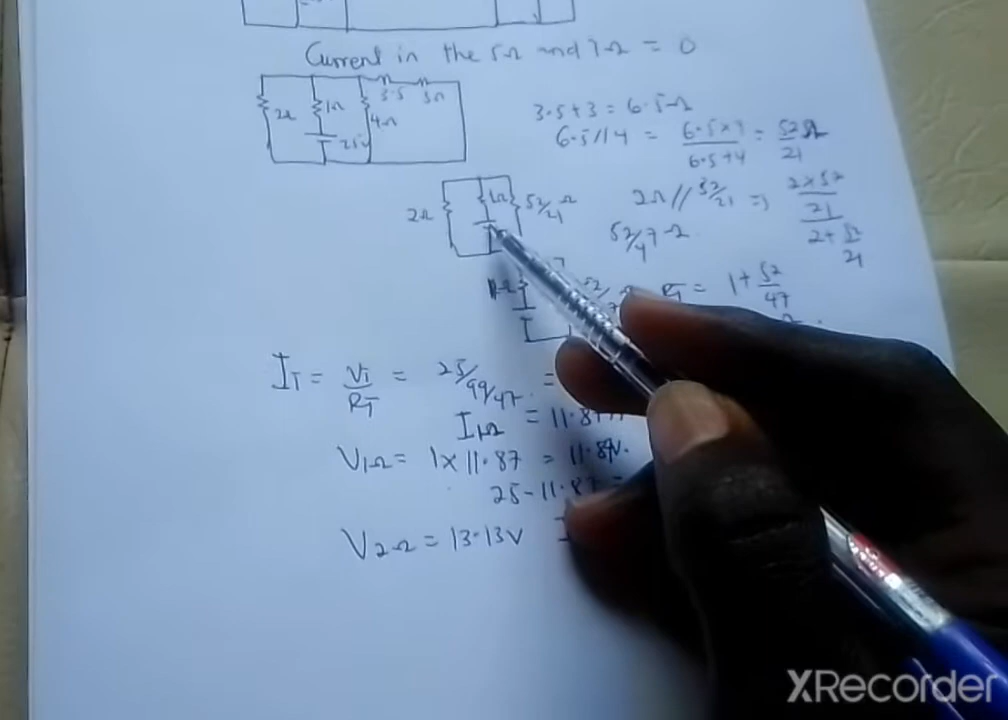 Current in the 5Ω and 7Ω = 0
2Ω 1Ω 3.5 3Ω
4Ω
25V
3.5+3 = 6.5Ω
6.5//4 = 6.5×4/6.5+4 = 52/21 Ω
2Ω 1Ω 52/21 Ω
2Ω // 52/21 => 2×52/21 / 2+52/21
52/47 Ω
RT = 1 + 52/47
IT = VT/RT = 25/99/47 =
I1Ω = 11.87
V1Ω = 1×11.87 = 11.87V.
25-11.87 =
V2Ω = 13.13V
XRecorder